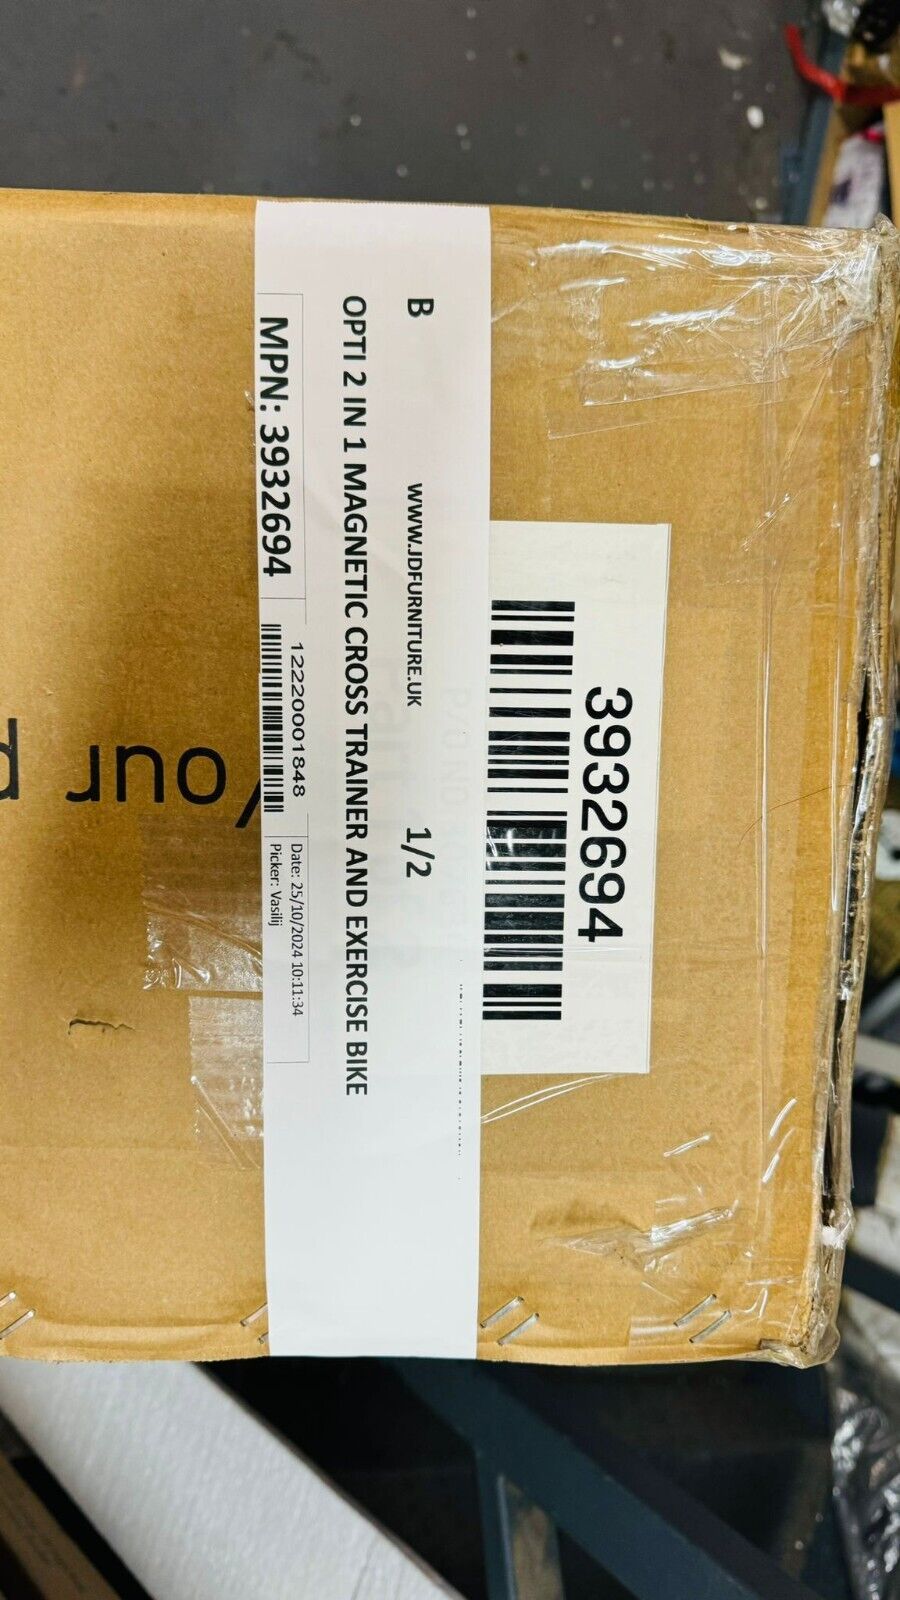 3932694
B WWW.JDFURNITURE.UK 1/2
OPTI 2 IN 1 MAGNETIC CROSS TRAINER AND EXERCISE BIKE
MPN: 3932694
12220001848
Date: 25/10/2024 10:11:34
Picker: Vasilij
our